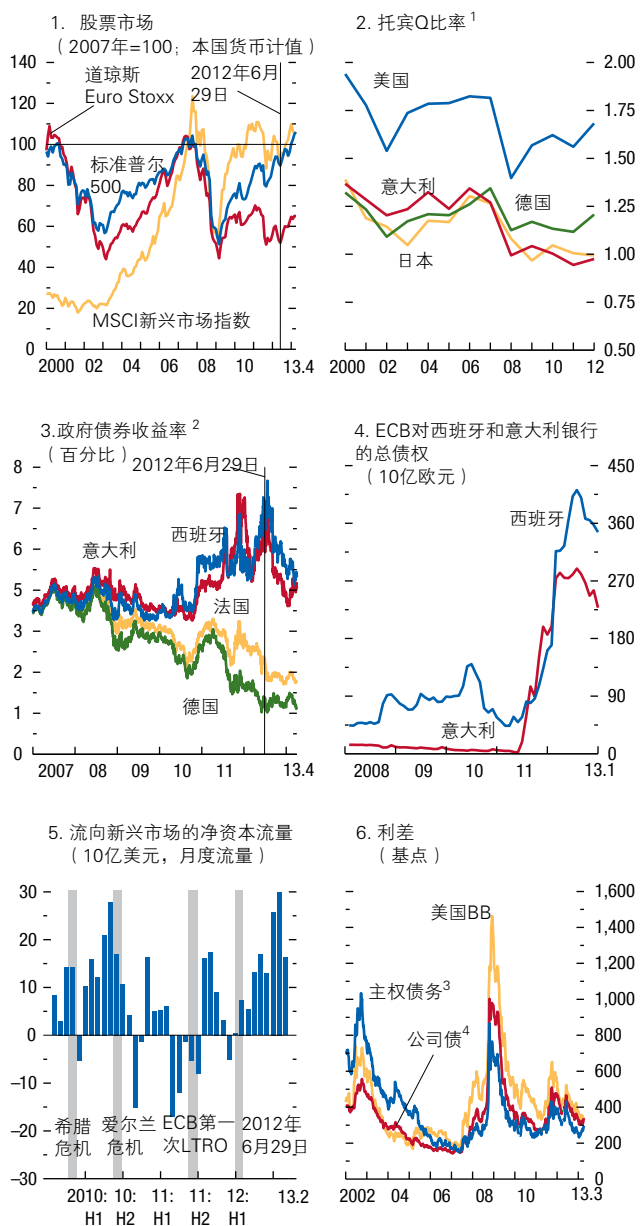 1. 股票市场
（2007年=100；本国货币计值）
道琼斯
Euro Stoxx
2012年6月
29日
标准普尔
500
MSCI新兴市场指数
140
120
100
80
60
40
20
0
2000 02 04 06 08 10 13.4
2. 托宾Q比率 1
美国
意大利
德国
日本
2.00
1.75
1.50
1.25
1.00
0.75
0.50
2000 02 04 06 08 10 12
3.政府债券收益率 2
（百分比）
2012年6月29日
意大利
西班牙
法国
德国
8
7
6
5
4
3
2
1
0
2007 08 09 10 11 13.4
4. ECB对西班牙和意大利银行
的总债权
（10亿欧元）
西班牙
意大利
450
360
270
180
90
0
2008 09 10 11 13.1
5. 流向新兴市场的净资本流量
（10亿美元，月度流量）
30
20
10
0
–10
–20
–30
希腊
危机
爱尔兰
危机
ECB第一
次LTRO
2012年
6月29日
2010: 10: 11: 11: 12: 13.2
H1 H2 H1 H2 H1
6. 利差
（基点）
美国BB
主权债务3
公司债4
1,600
1,400
1,200
1,000
800
600
400
200
0
2002 04 06 08 10 13.3